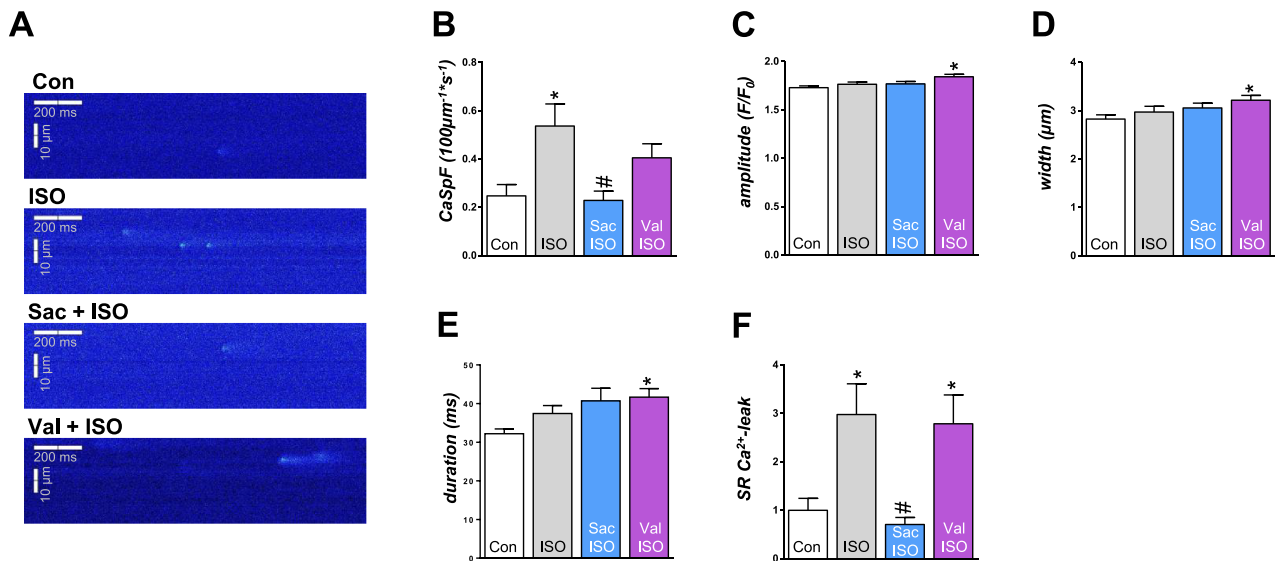 A
Con
200 ms
10 µm
ISO
200 ms
10 µm
Sac + ISO
200 ms
10 µm
Val + ISO
200 ms
10 µm
B
CaSpF (100µm⁻¹*s⁻¹)
0.8
0.6
0.4
0.2
0.0
*
#
Con
ISO
Sac
ISO
Val
ISO
C
amplitude (F/F₀)
2.0
1.5
1.0
0.5
0.0
*
Con
ISO
Sac
ISO
Val
ISO
D
width (µm)
4
3
2
1
0
*
Con
ISO
Sac
ISO
Val
ISO
E
duration (ms)
50
40
30
20
10
0
*
Con
ISO
Sac
ISO
Val
ISO
F
SR Ca²⁺-leak
4
3
2
1
0
*
#
*
Con
ISO
Sac
ISO
Val
ISO